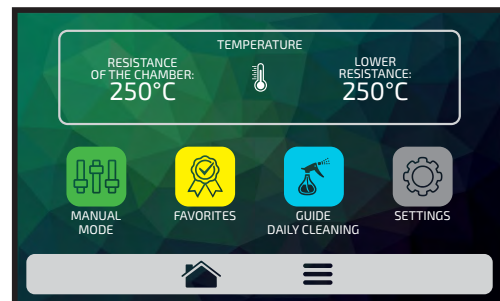 TEMPERATURE
RESISTANCE
OF THE CHAMBER:
250°C
LOWER
RESISTANCE:
250°C
MANUAL
MODE
FAVORITES
GUIDE
DAILY CLEANING
SETTINGS